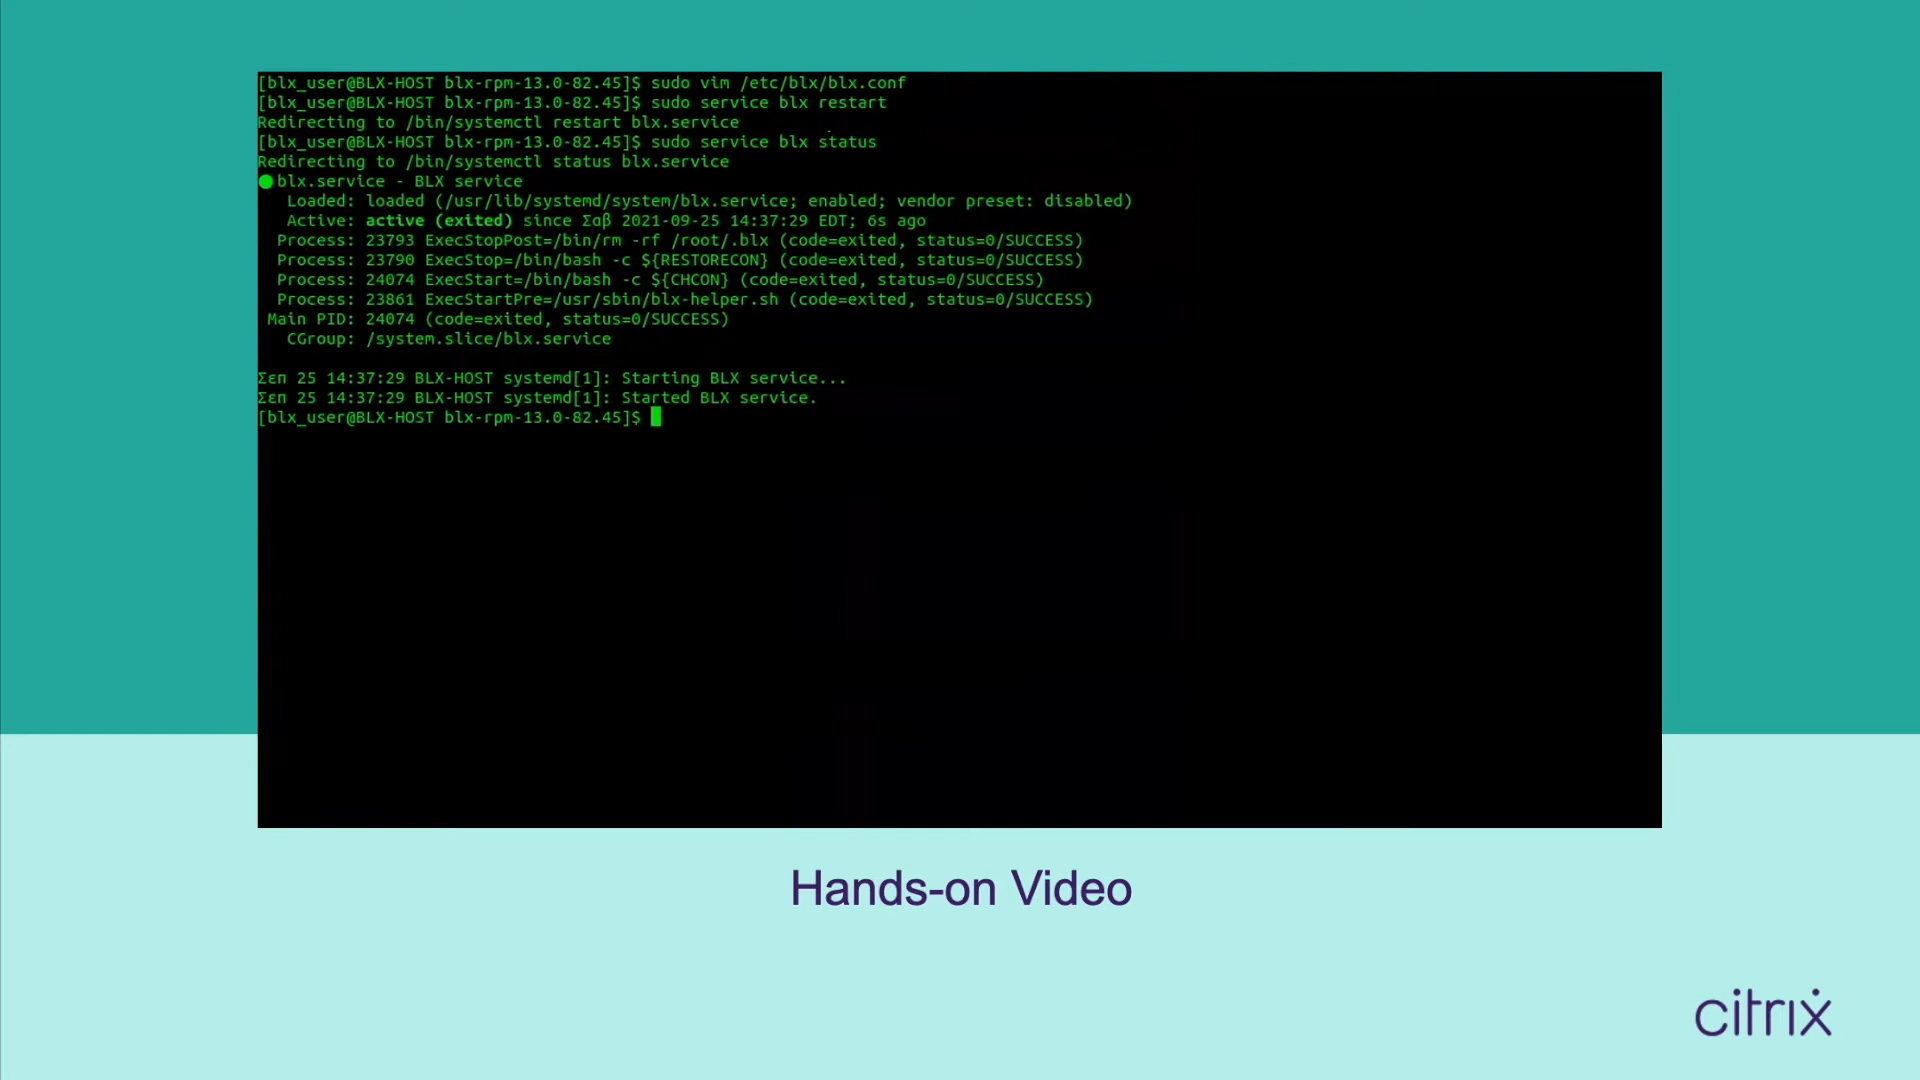 [blx_user@BLX-HOST blx-rpm-13.0-82.45]$ sudo vim /etc/blx/blx.conf
[blx_user@BLX-HOST blx-rpm-13.0-82.45]$ sudo service blx restart
Redirecting to /bin/systemctl restart blx.service
[blx_user@BLX-HOST blx-rpm-13.0-82.45]$ sudo service blx status
Redirecting to /bin/systemctl status blx.service
● blx.service - BLX service
Loaded: loaded (/usr/lib/systemd/system/blx.service; enabled; vendor preset: disabled)
Active: active (exited) since Σαβ 2021-09-25 14:37:29 EDT; 6s ago
Process: 23793 ExecStopPost=/bin/rm -rf /root/.blx (code=exited, status=0/SUCCESS)
Process: 23790 ExecStop=/bin/bash -c ${RESTORECON} (code=exited, status=0/SUCCESS)
Process: 24074 ExecStart=/bin/bash -c ${CHCON} (code=exited, status=0/SUCCESS)
Process: 23861 ExecStartPre=/usr/sbin/blx-helper.sh (code=exited, status=0/SUCCESS)
Main PID: 24074 (code=exited, status=0/SUCCESS)
CGroup: /system.slice/blx.service
Σεπ 25 14:37:29 BLX-HOST systemd[1]: Starting BLX service...
Σεπ 25 14:37:29 BLX-HOST systemd[1]: Started BLX service.
[blx_user@BLX-HOST blx-rpm-13.0-82.45]$
Hands-on Video
citrix